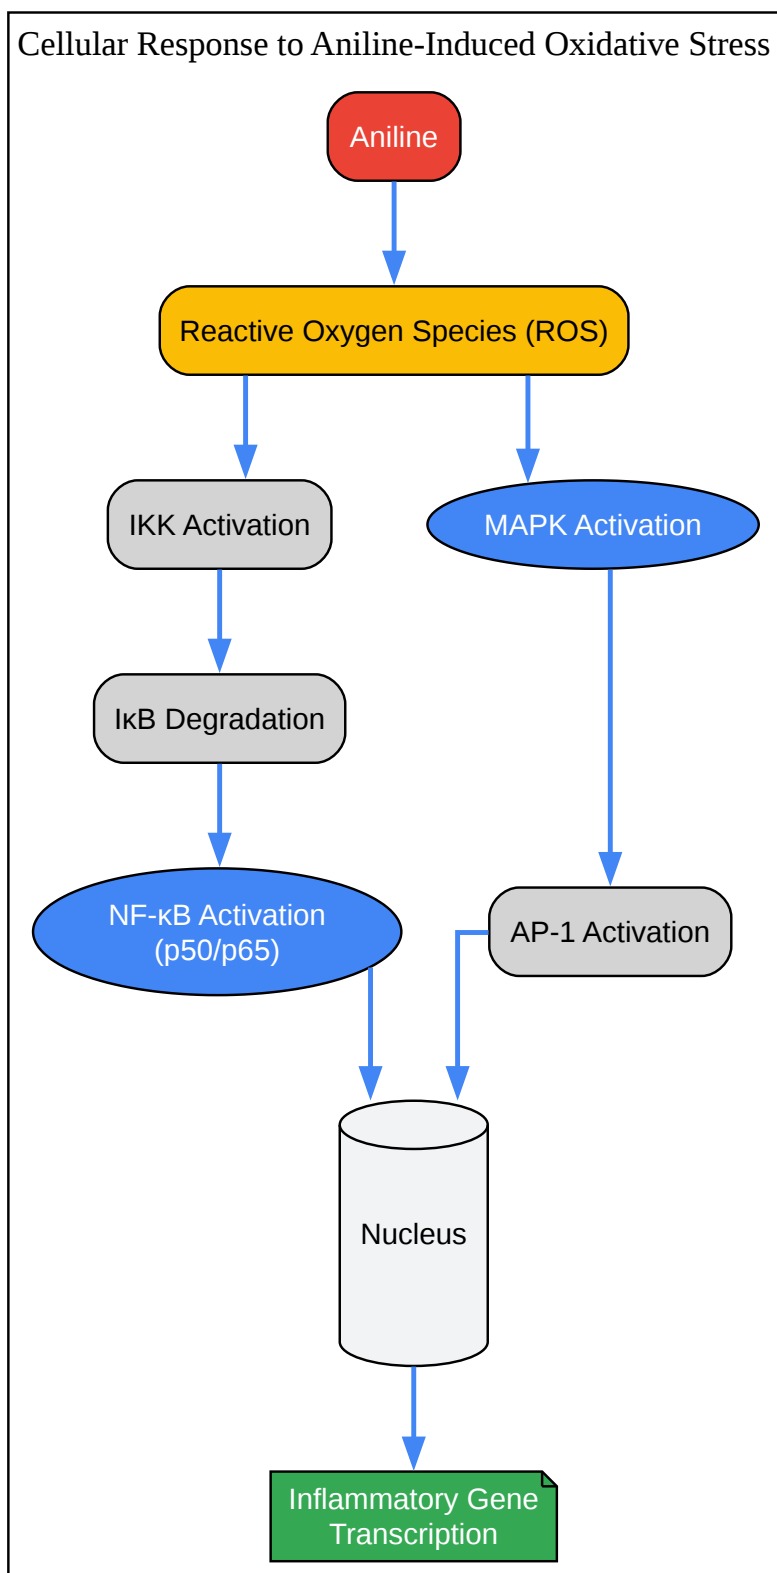 Cellular Response to Aniline-Induced Oxidative Stress
Aniline
Reactive Oxygen Species (ROS)
IKK Activation
MAPK Activation
IκB Degradation
NF-κB Activation
(p50/p65)
AP-1 Activation
Nucleus
Inflammatory Gene
Transcription